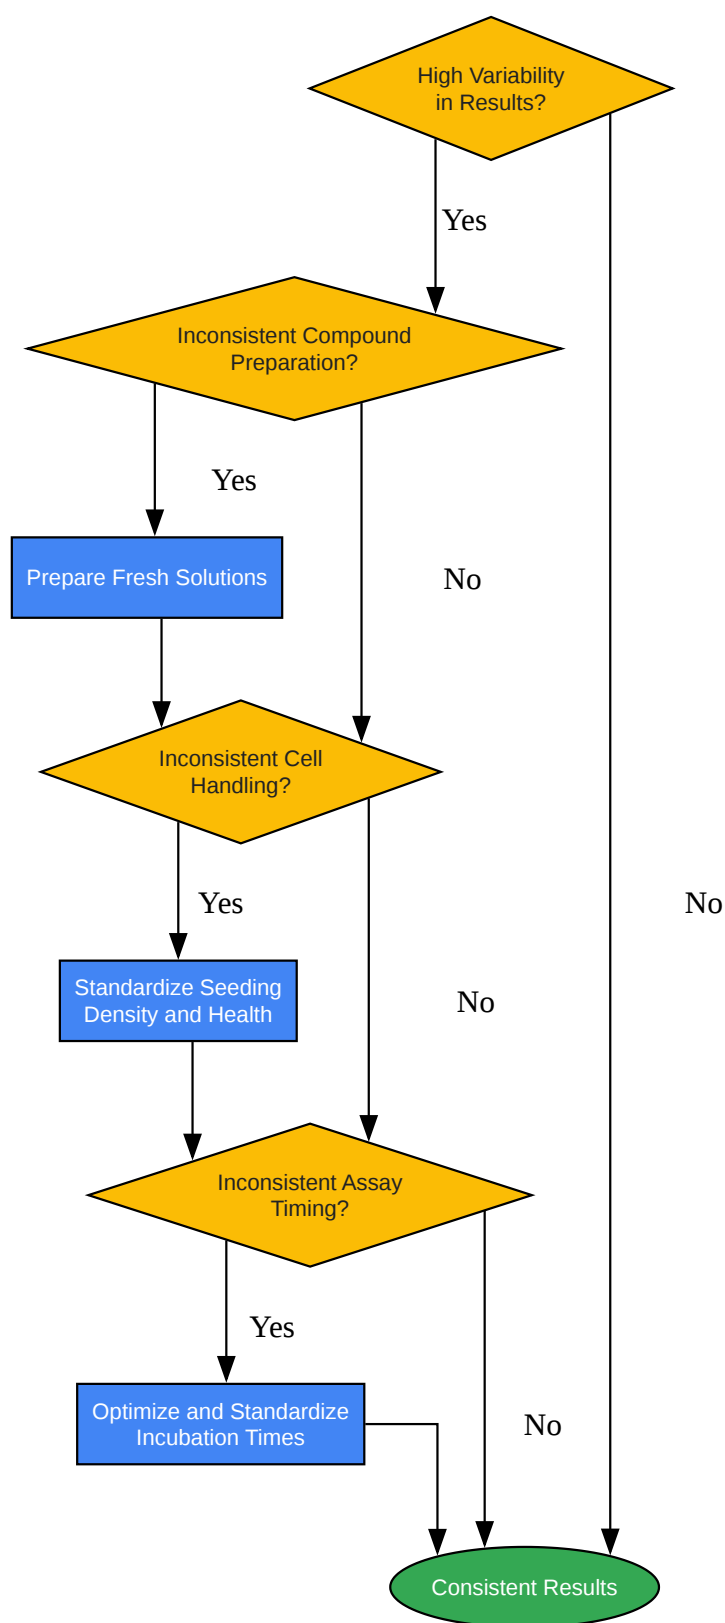 High Variability
in Results?
Yes
Inconsistent Compound
Preparation?
Yes
Prepare Fresh Solutions
No
Inconsistent Cell
Handling?
Yes
No
Standardize Seeding
Density and Health
No
Inconsistent Assay
Timing?
Yes
Optimize and Standardize
Incubation Times
No
Consistent Results